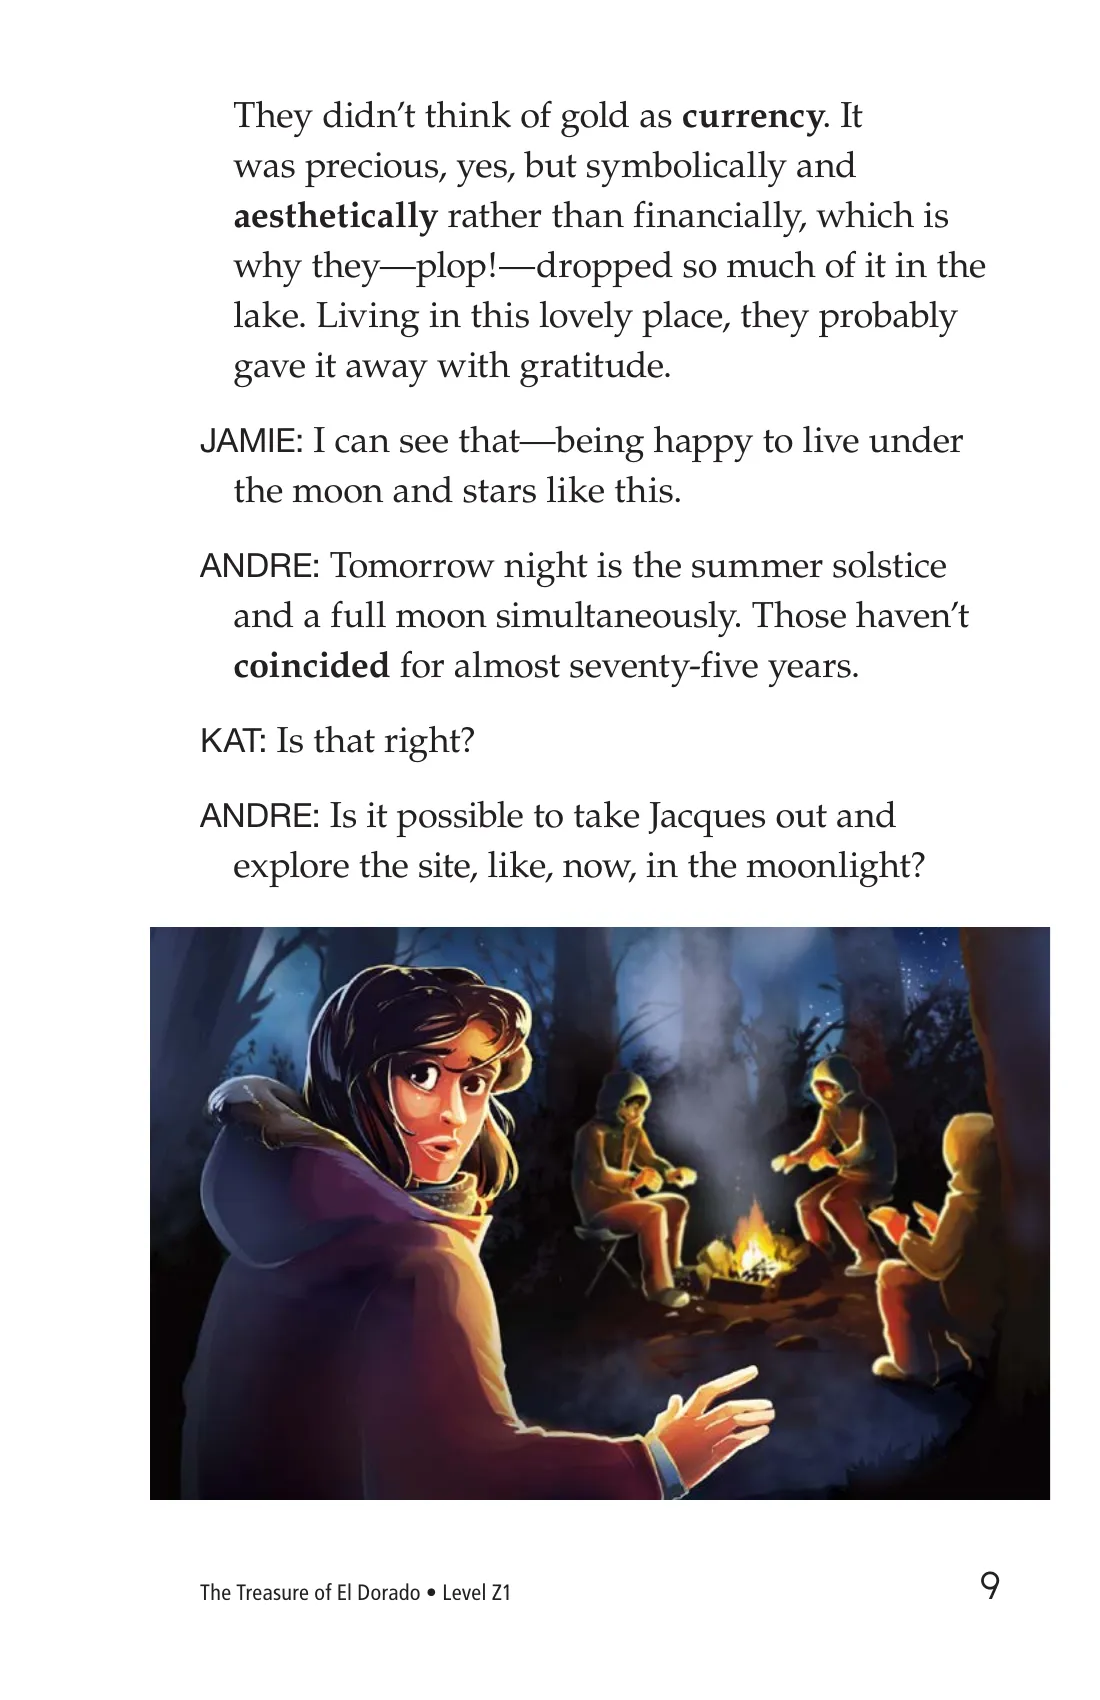 They didn’t think of gold as currency. It
was precious, yes, but symbolically and
aesthetically rather than financially, which is
why they—plop!—dropped so much of it in the
lake. Living in this lovely place, they probably
gave it away with gratitude.
JAMIE: I can see that—being happy to live under
the moon and stars like this.
ANDRE: Tomorrow night is the summer solstice
and a full moon simultaneously. Those haven’t
coincided for almost seventy-five years.
KAT: Is that right?
ANDRE: Is it possible to take Jacques out and
explore the site, like, now, in the moonlight?
The Treasure of El Dorado • Level Z1
9